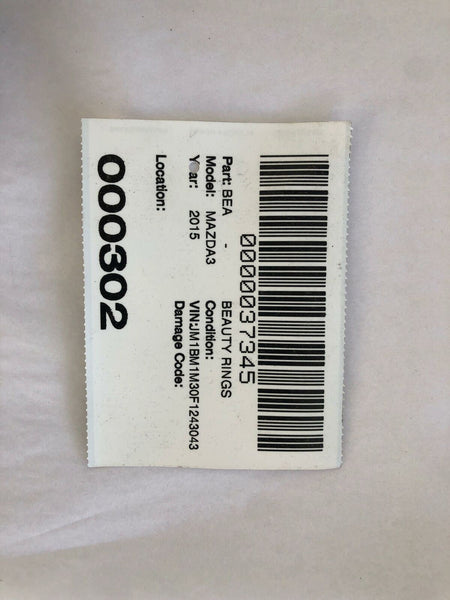 0000037345
Part: BEA - BEAUTY RINGS
Model: MAZDA3 Condition:
Year: 2015 VIN:JM1BM1M30F1243043
Damage Code:
Location:
000302